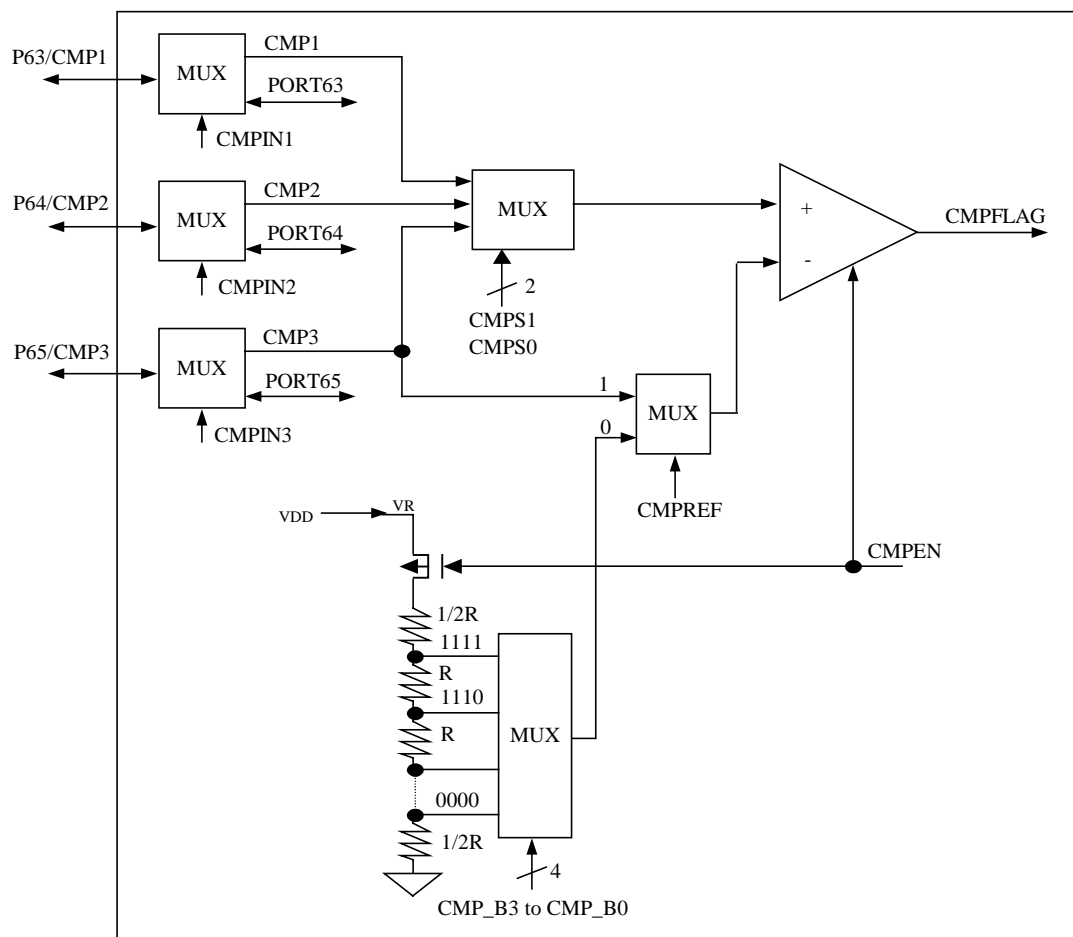 P63/CMP1
MUX
CMP1
PORT63
CMPIN1
P64/CMP2
MUX
CMP2
PORT64
CMPIN2
P65/CMP3
MUX
CMP3
PORT65
CMPIN3
MUX
2
CMPS1
CMPS0
+
-
CMPFLAG
1
0
MUX
CMPREF
VDD
VR
CMPEN
1/2R
1111
R
1110
R
0000
1/2R
MUX
4
CMP_B3 to CMP_B0